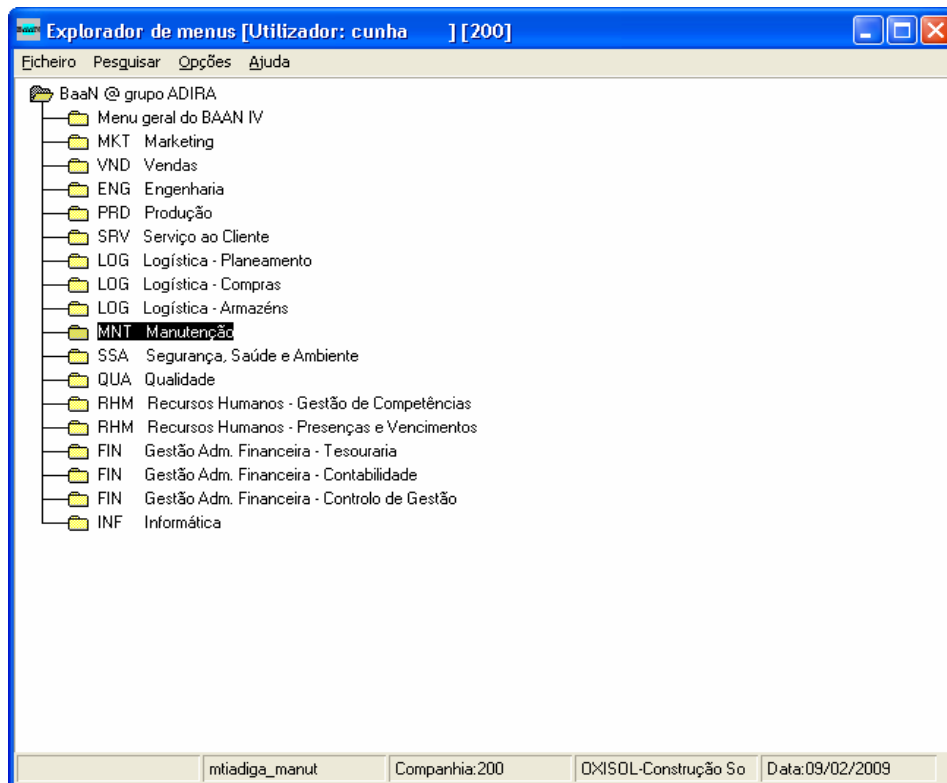 Explorador de menus [Utilizador: cunha ] [200]
Ficheiro Pesquisar Opções Ajuda
BaaN @ grupo ADIRA
Menu geral do BAAN IV
MKT Marketing
VND Vendas
ENG Engenharia
PRD Produção
SRV Serviço ao Cliente
LOG Logística - Planeamento
LOG Logística - Compras
LOG Logística - Armazéns
MNT Manutenção
SSA Segurança, Saúde e Ambiente
QUA Qualidade
RHM Recursos Humanos - Gestão de Competências
RHM Recursos Humanos - Presenças e Vencimentos
FIN Gestão Adm. Financeira - Tesouraria
FIN Gestão Adm. Financeira - Contabilidade
FIN Gestão Adm. Financeira - Controlo de Gestão
INF Informática
mtiadiga_manut Companhia:200 OXISOL-Construção So Data:09/02/2009